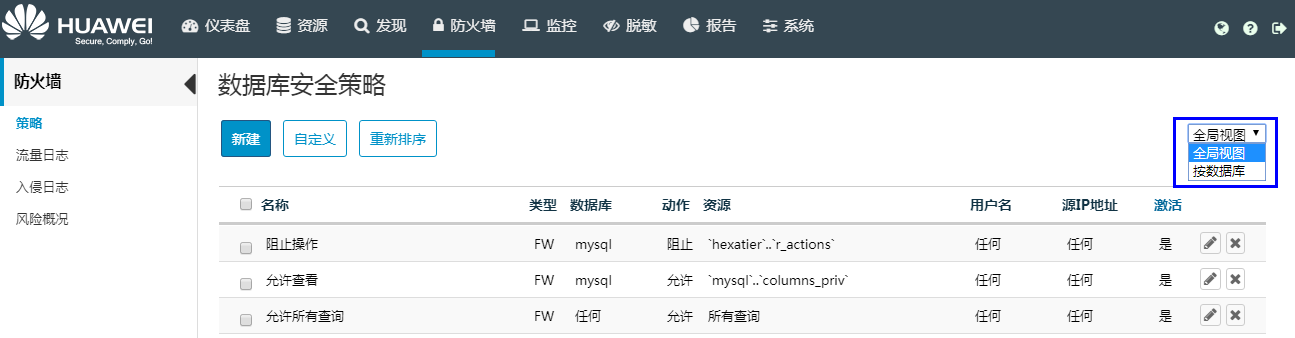 HUAWEI
Secure, Comply, Go!
仪表盘 资源 发现 防火墙 监控 脱敏 报告 系统
防火墙
策略
流量日志
入侵日志
风险概况
数据库安全策略
新建 自定义 重新排序
全局视图
全局视图
按数据库
名称 类型 数据库 动作 资源 用户名 源IP地址 激活
阻止操作 FW mysql 阻止 `hexatier`..`r_actions` 任何 任何 是
允许查看 FW mysql 允许 `mysql`..`columns_priv` 任何 任何 是
允许所有查询 FW 任何 允许 所有查询 任何 任何 是